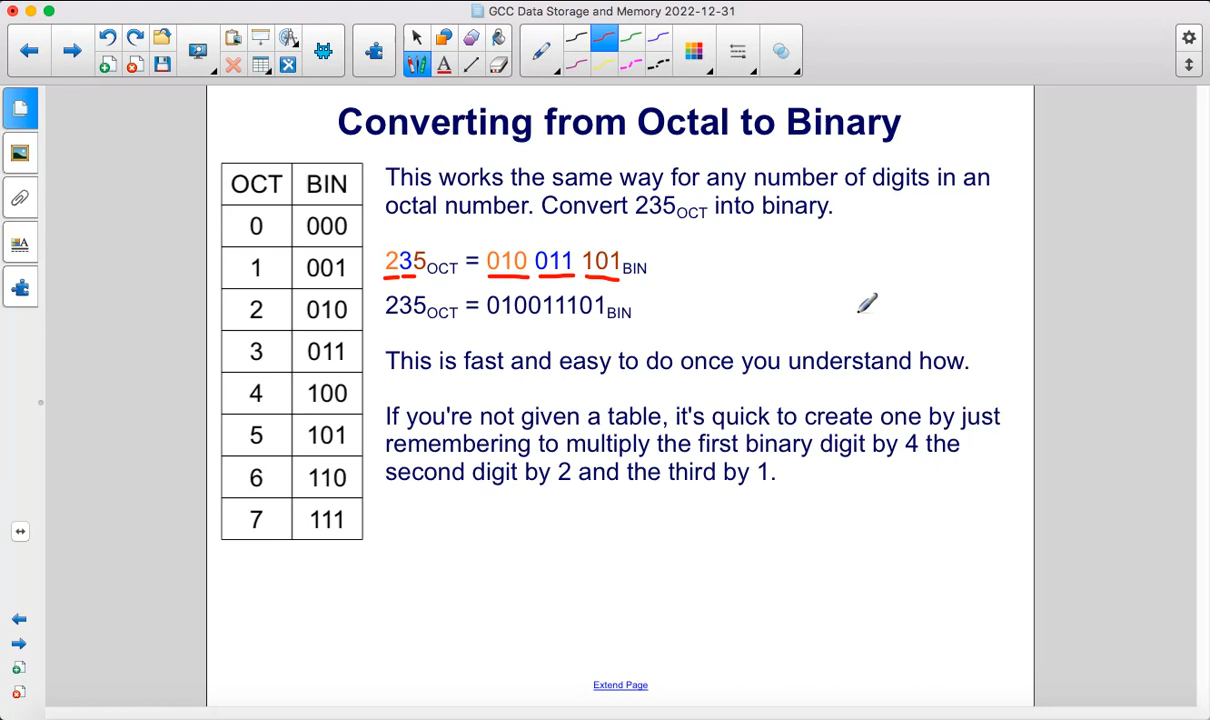 GCC Data Storage and Memory 2022-12-31
Converting from Octal to Binary
OCT BIN
0 000
1 001
2 010
3 011
4 100
5 101
6 110
7 111
This works the same way for any number of digits in an
octal number. Convert 235OCT into binary.
235OCT = 010 011 101BIN
235OCT = 010011101BIN
This is fast and easy to do once you understand how.
If you're not given a table, it's quick to create one by just
remembering to multiply the first binary digit by 4 the
second digit by 2 and the third by 1.
Extend Page